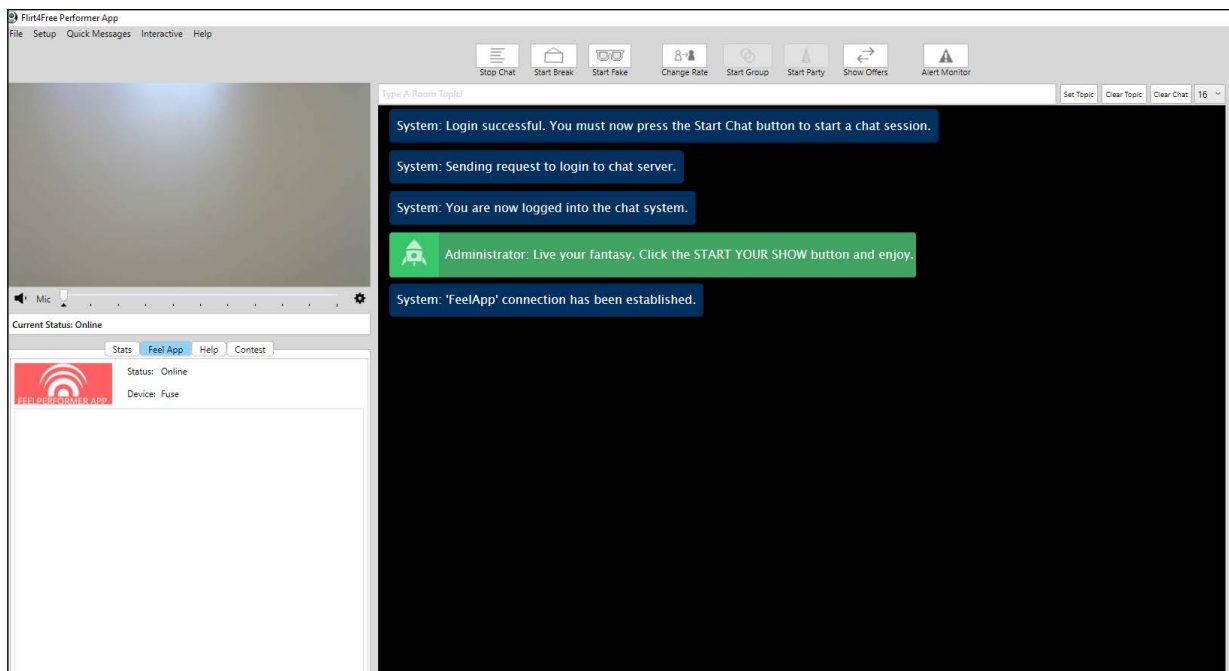 Flirt4Free Performer App
File Setup Quick Messages Interactive Help
Stop Chat Start Break Start Fake Change Rate Start Group Start Party Show Offers Alert Monitor
Type A Room Topic! Set Topic Clear Topic Clear Chat 16
System: Login successful. You must now press the Start Chat button to start a chat session.
System: Sending request to login to chat server.
System: You are now logged into the chat system.
Administrator: Live your fantasy. Click the START YOUR SHOW button and enjoy.
System: 'FeelApp' connection has been established.
Mic
Current Status: Online
Stats Feel App Help Contest
Status: Online
Device: Fuse
FEELPERFORMER APP